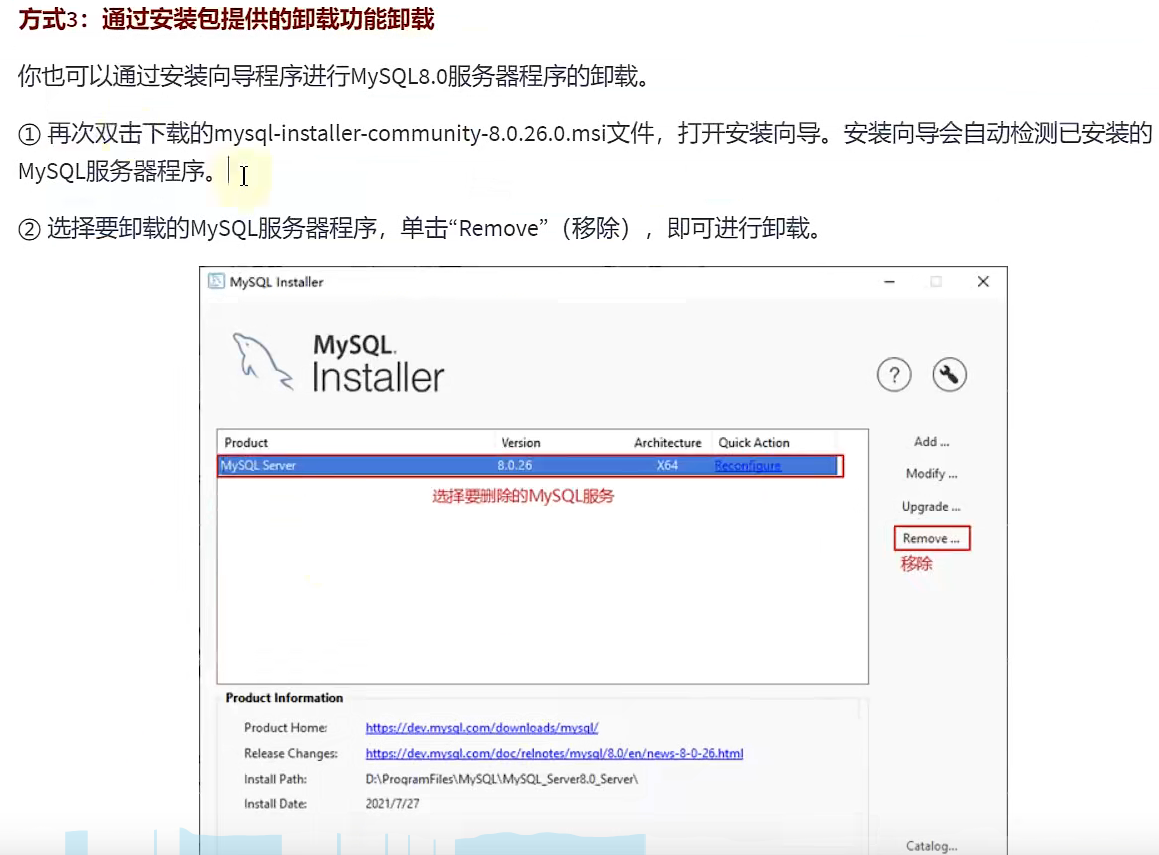 方式3：通过安装包提供的卸载功能卸载
你也可以通过安装向导程序进行MySQL8.0服务器程序的卸载。
① 再次双击下载的mysql-installer-community-8.0.26.0.msi文件，打开安装向导。安装向导会自动检测已安装的
MySQL服务器程序。
② 选择要卸载的MySQL服务器程序，单击“Remove”（移除），即可进行卸载。
MySQL Installer
MySQL.
Installer
?
Product Version Architecture Quick Action
MySQL Server 8.0.26 X64 Reconfigure
选择要删除的MySQL服务
Add ...
Modify ...
Upgrade ...
Remove ...
移除
Product Information
Product Home: https://dev.mysql.com/downloads/mysql/
Release Changes: https://dev.mysql.com/doc/relnotes/mysql/8.0/en/news-8-0-26.html
Install Path: D:\ProgramFiles\MySQL\MySQL_Server8.0_Server\
Install Date: 2021/7/27
Catalog...